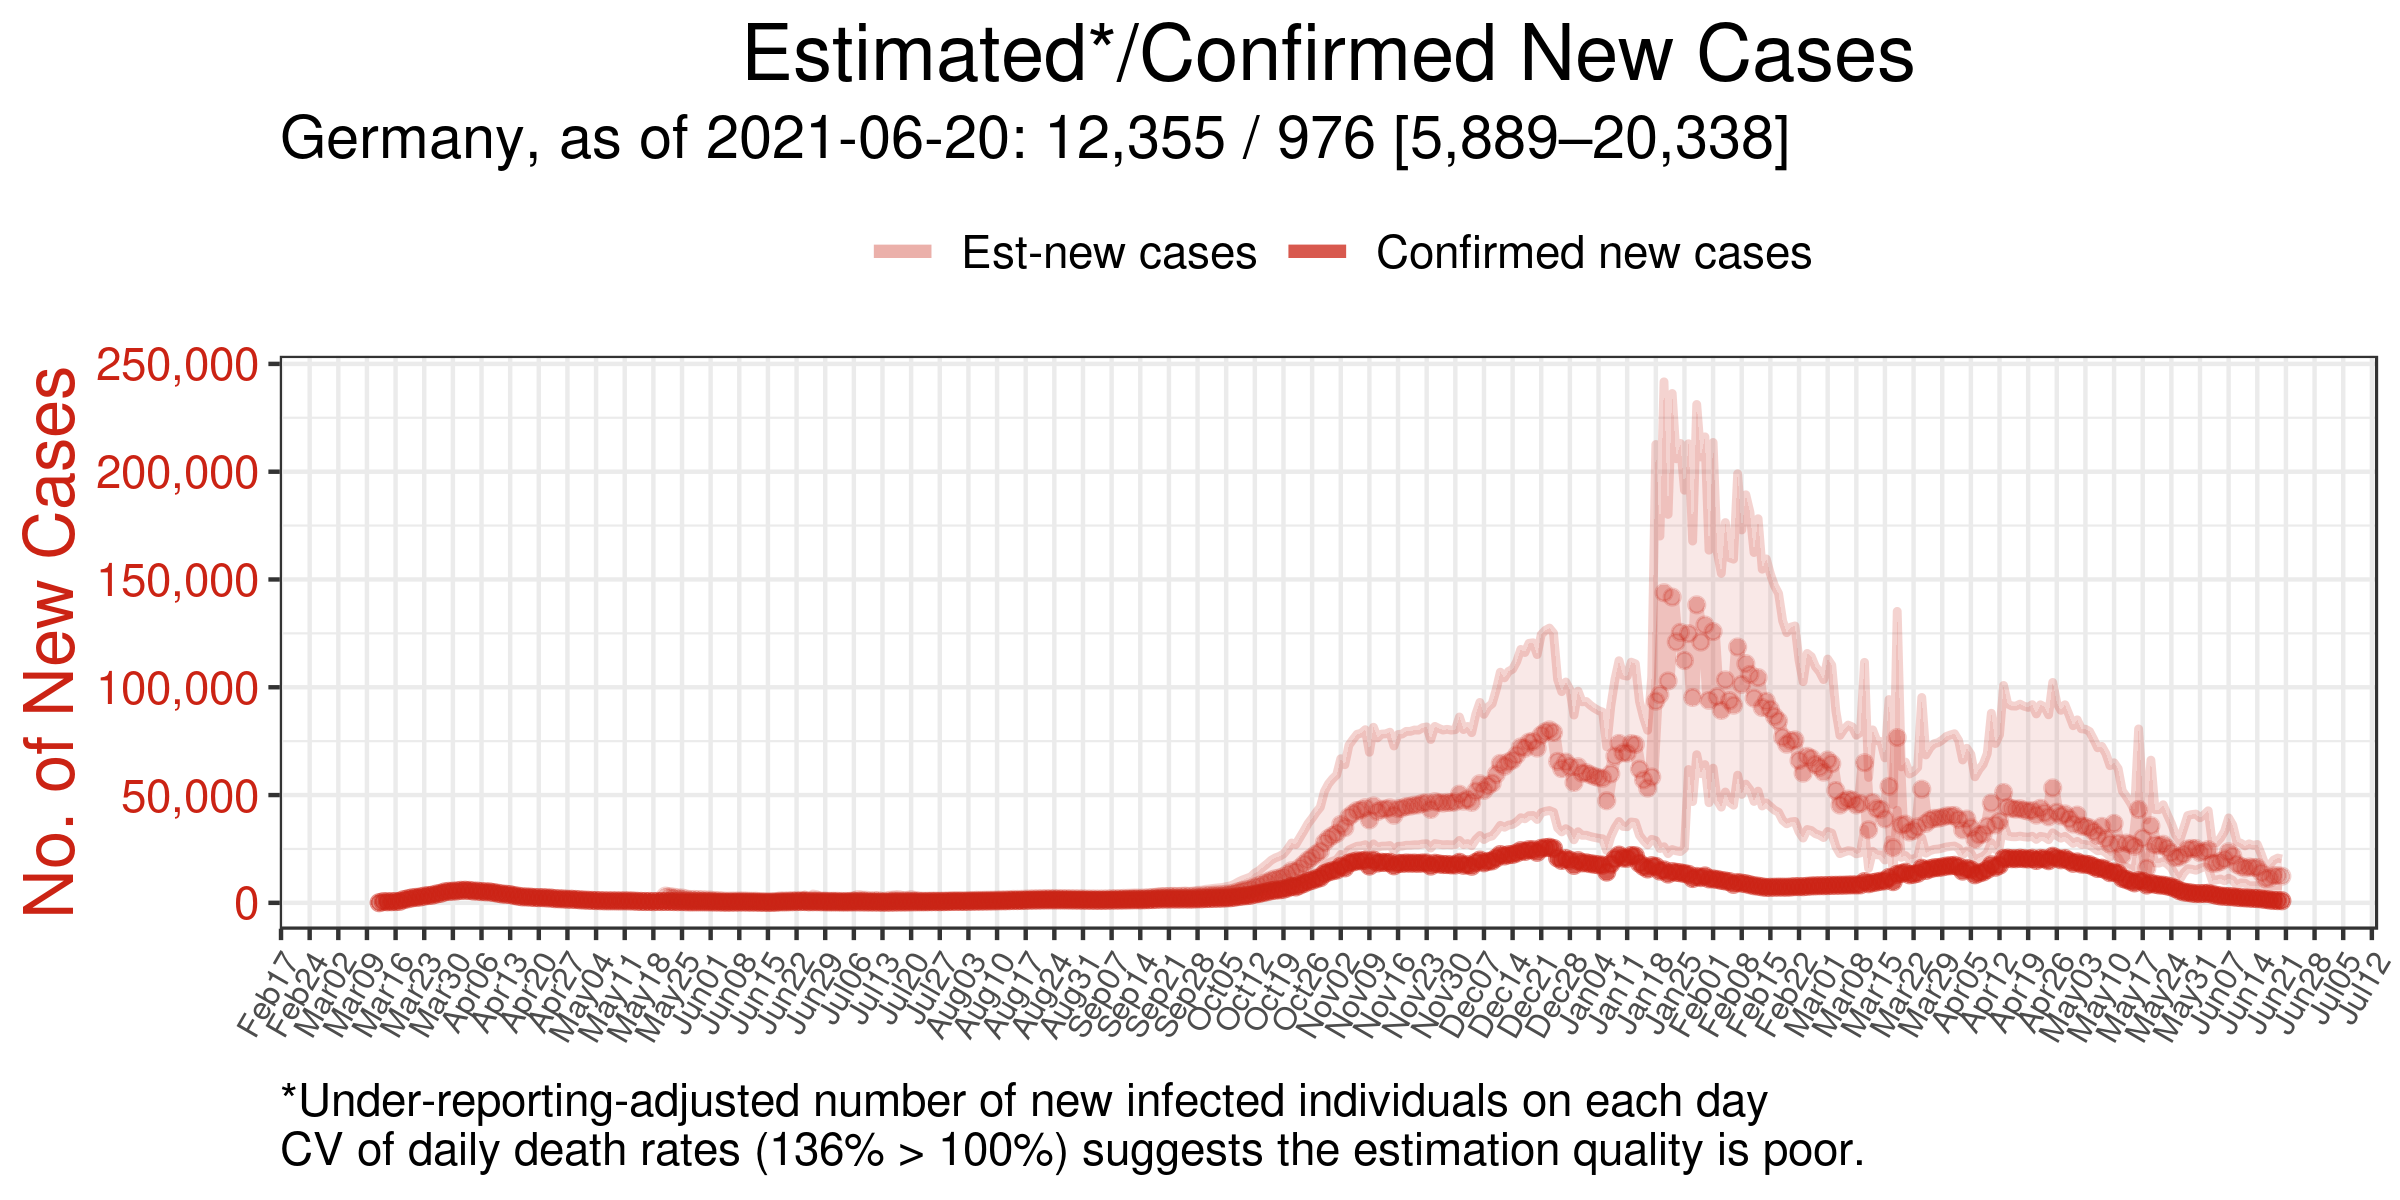 Estimated*/Confirmed New Cases
Germany, as of 2021-06-20: 12,355 / 976 [5,889–20,338]
Est-new cases
Confirmed new cases
No. of New Cases
250,000
200,000
150,000
100,000
50,000
0
Feb17
Feb24
Mar02
Mar09
Mar16
Mar23
Mar30
Apr06
Apr13
Apr20
Apr27
May04
May11
May18
May25
Jun01
Jun08
Jun15
Jun22
Jun29
Jul06
Jul13
Jul20
Jul27
Aug03
Aug10
Aug17
Aug24
Aug31
Sep07
Sep14
Sep21
Sep28
Oct05
Oct12
Oct19
Oct26
Nov02
Nov09
Nov16
Nov23
Nov30
Dec07
Dec14
Dec21
Dec28
Jan04
Jan11
Jan18
Jan25
Feb01
Feb08
Feb15
Feb22
Mar01
Mar08
Mar15
Mar22
Mar29
Apr05
Apr12
Apr19
Apr26
May03
May10
May17
May24
May31
Jun07
Jun14
Jun21
Jun28
Jul05
Jul12
*Under-reporting-adjusted number of new infected individuals on each day
CV of daily death rates (136% > 100%) suggests the estimation quality is poor.